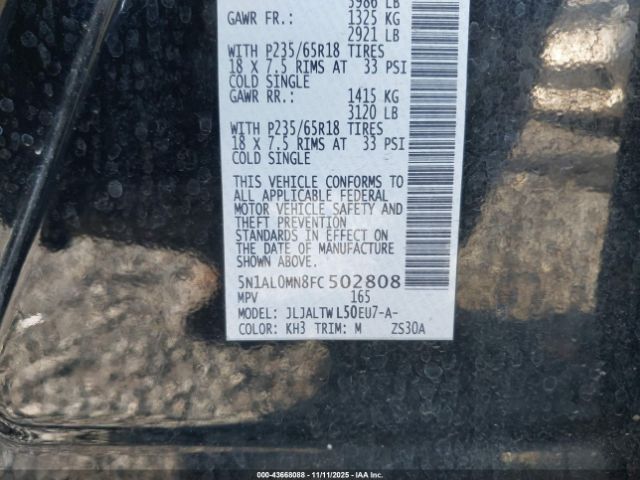 5986 LB
GAWR FR.: 1325 KG
2921 LB
WITH P235/65R18 TIRES
18 X 7.5 RIMS AT 33 PSI
COLD SINGLE
GAWR RR.: 1415 KG
3120 LB
WITH P235/65R18 TIRES
18 X 7.5 RIMS AT 33 PSI
COLD SINGLE
THIS VEHICLE CONFORMS TO
ALL APPLICABLE FEDERAL
MOTOR VEHICLE SAFETY AND
THEFT PREVENTION
STANDARDS IN EFFECT ON
THE DATE OF MANUFACTURE
SHOWN ABOVE.
5N1AL0MN8FC502808
MPV 165
MODEL: JLJALTWL50EU7-A-
COLOR: KH3 TRIM: M ZS30A
000-43668088 - 11/11/2025 - IAA Inc.